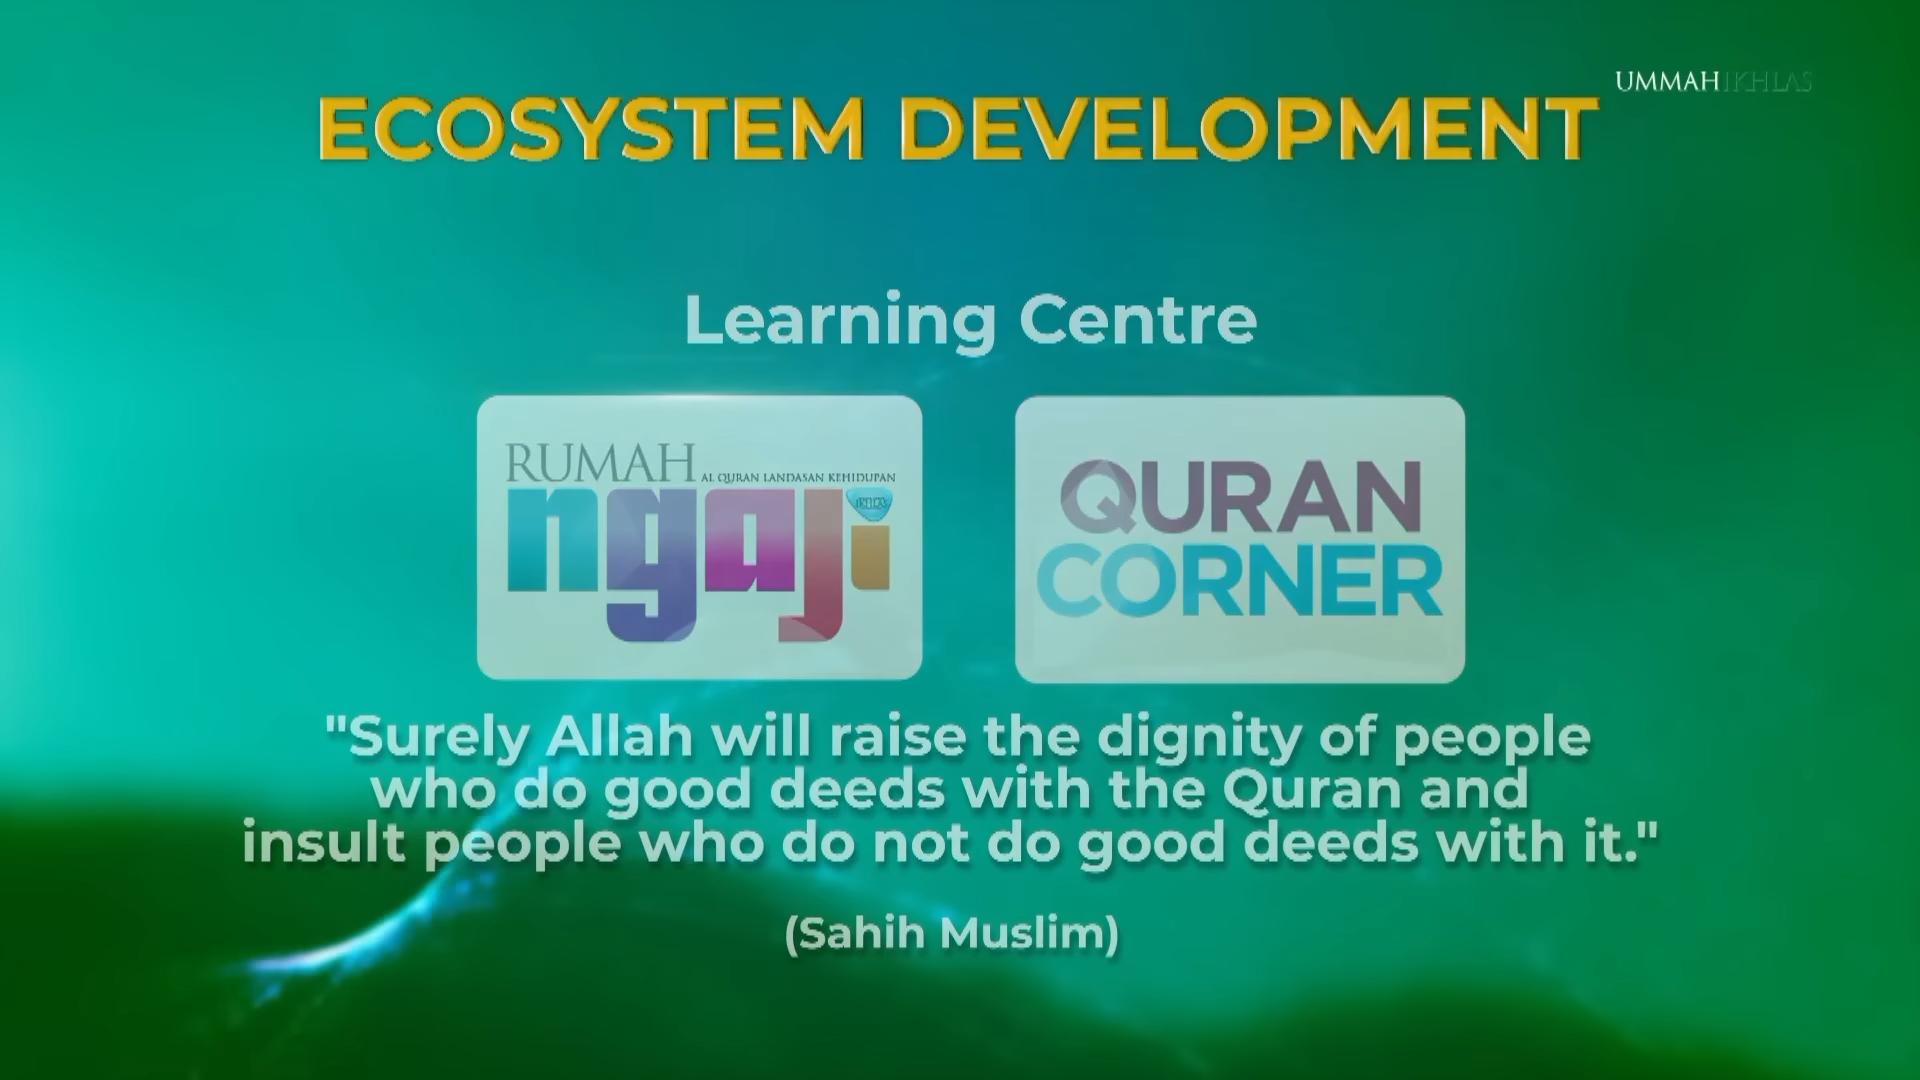 UMMAHIKHLAS
ECOSYSTEM DEVELOPMENT
Learning Centre
RUMAH
AL QURAN LANDASAN KEHIDUPAN
ngaji
QURAN
CORNER
"Surely Allah will raise the dignity of people
who do good deeds with the Quran and
insult people who do not do good deeds with it."
(Sahih Muslim)